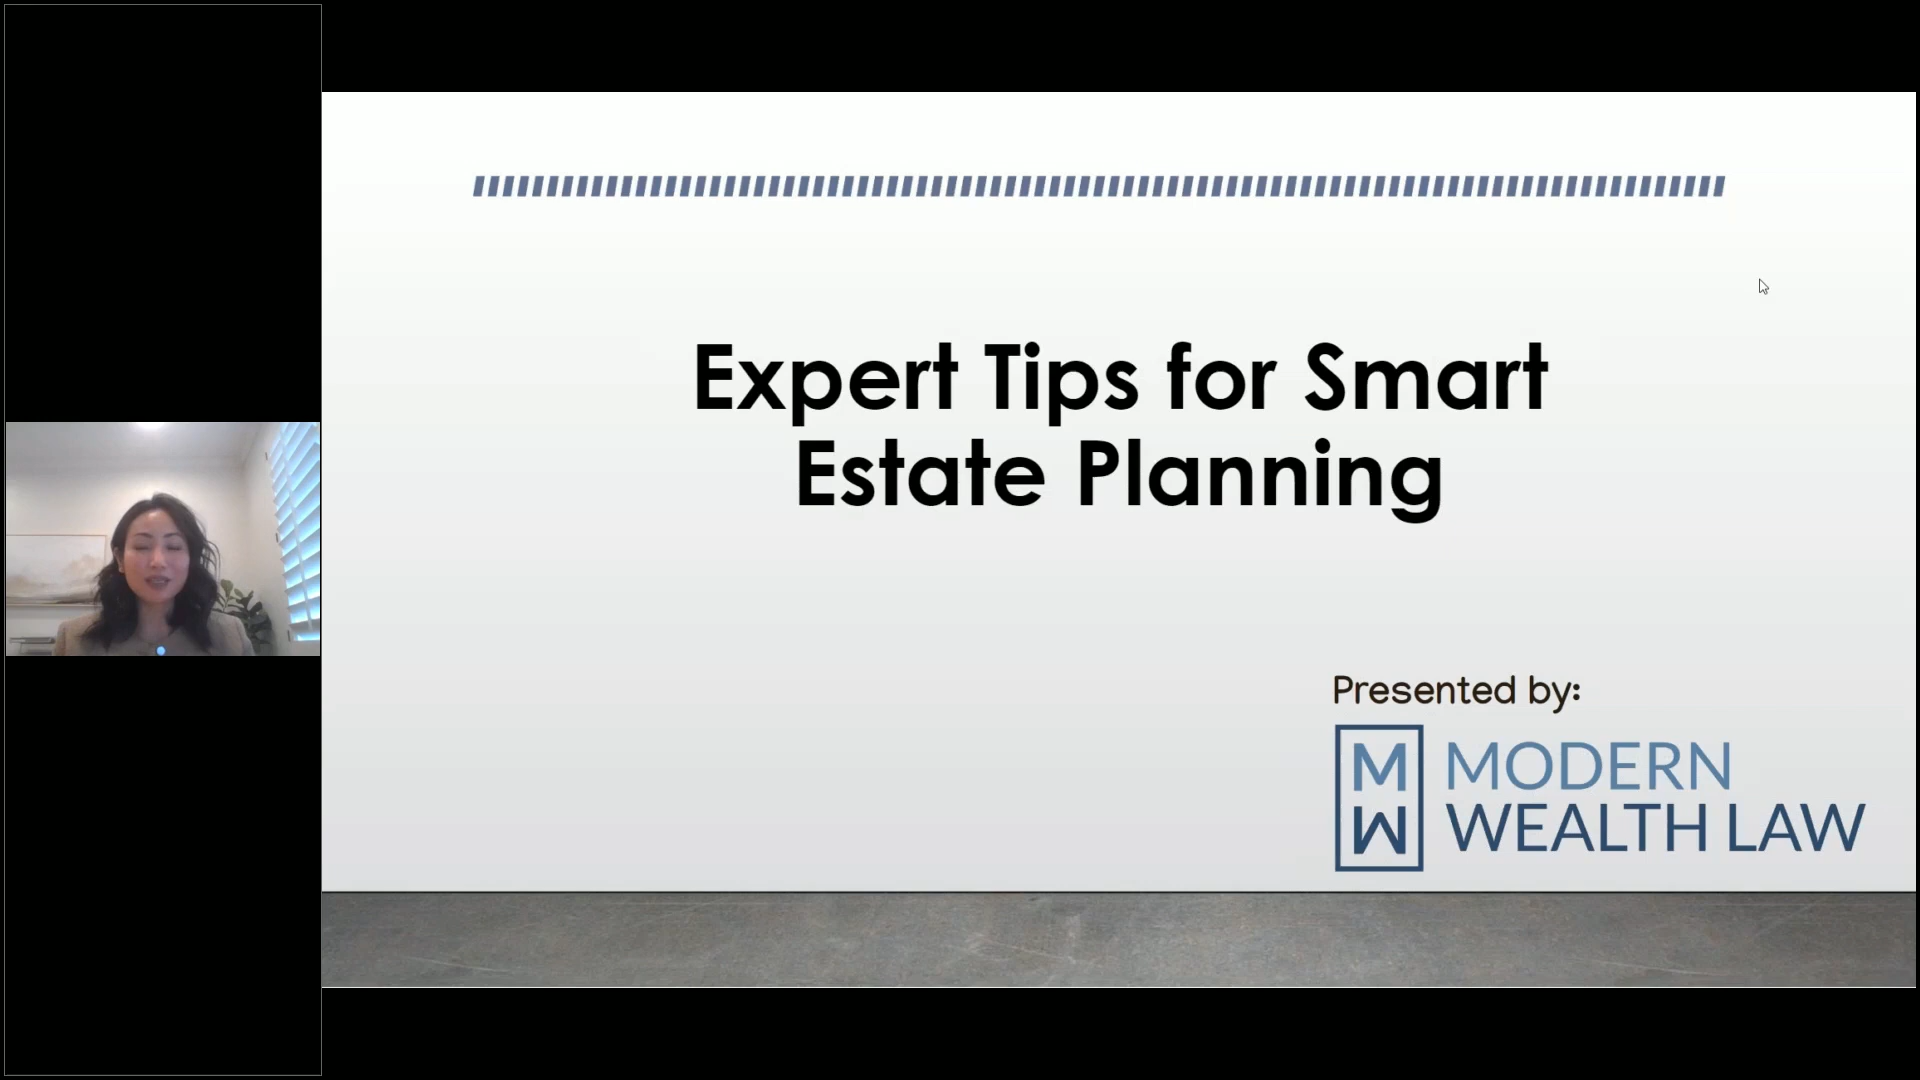 Expert Tips for Smart
Estate Planning
Presented by:
M
W
MODERN
WEALTH LAW